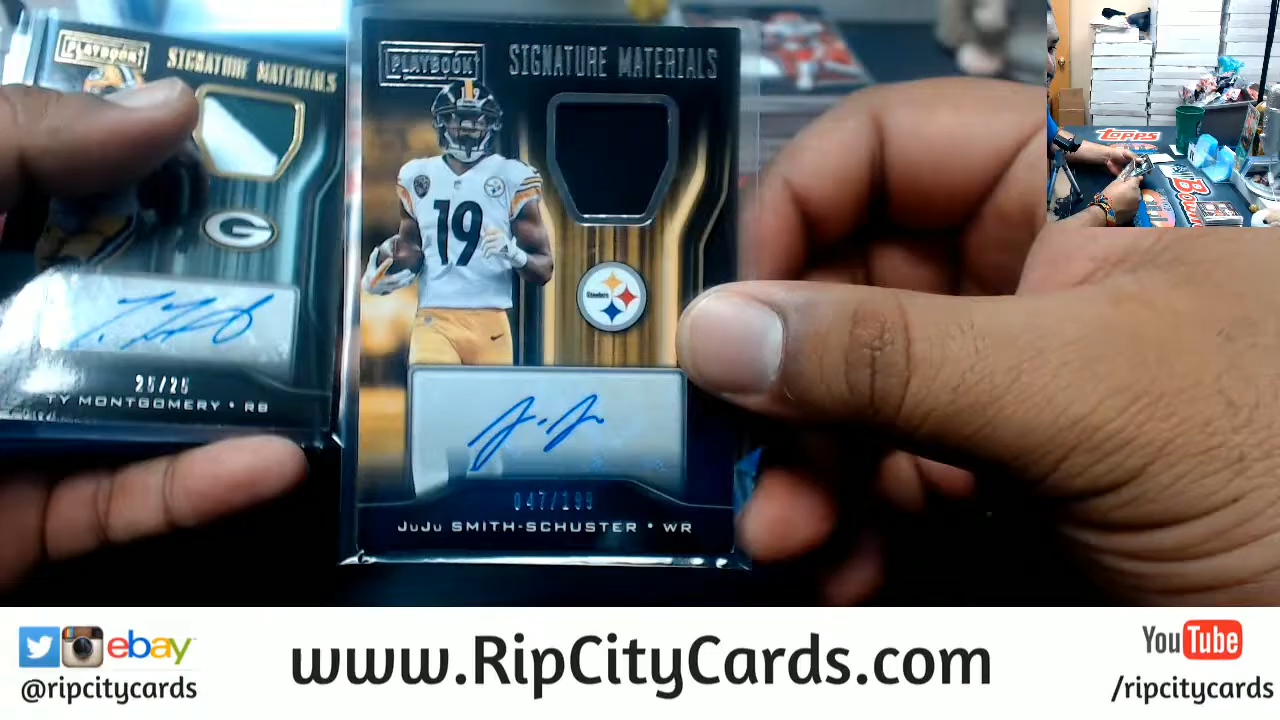 PLAYBOOK
SIGNATURE MATERIALS
G
25/25
TY MONTGOMERY • RB
PLAYBOOK
SIGNATURE MATERIALS
19
Steelers
047/199
JuJu SMITH-SCHUSTER • WR
TOPPS
ebay
@ripcitycards
www.RipCityCards.com
YouTube
/ripcitycards